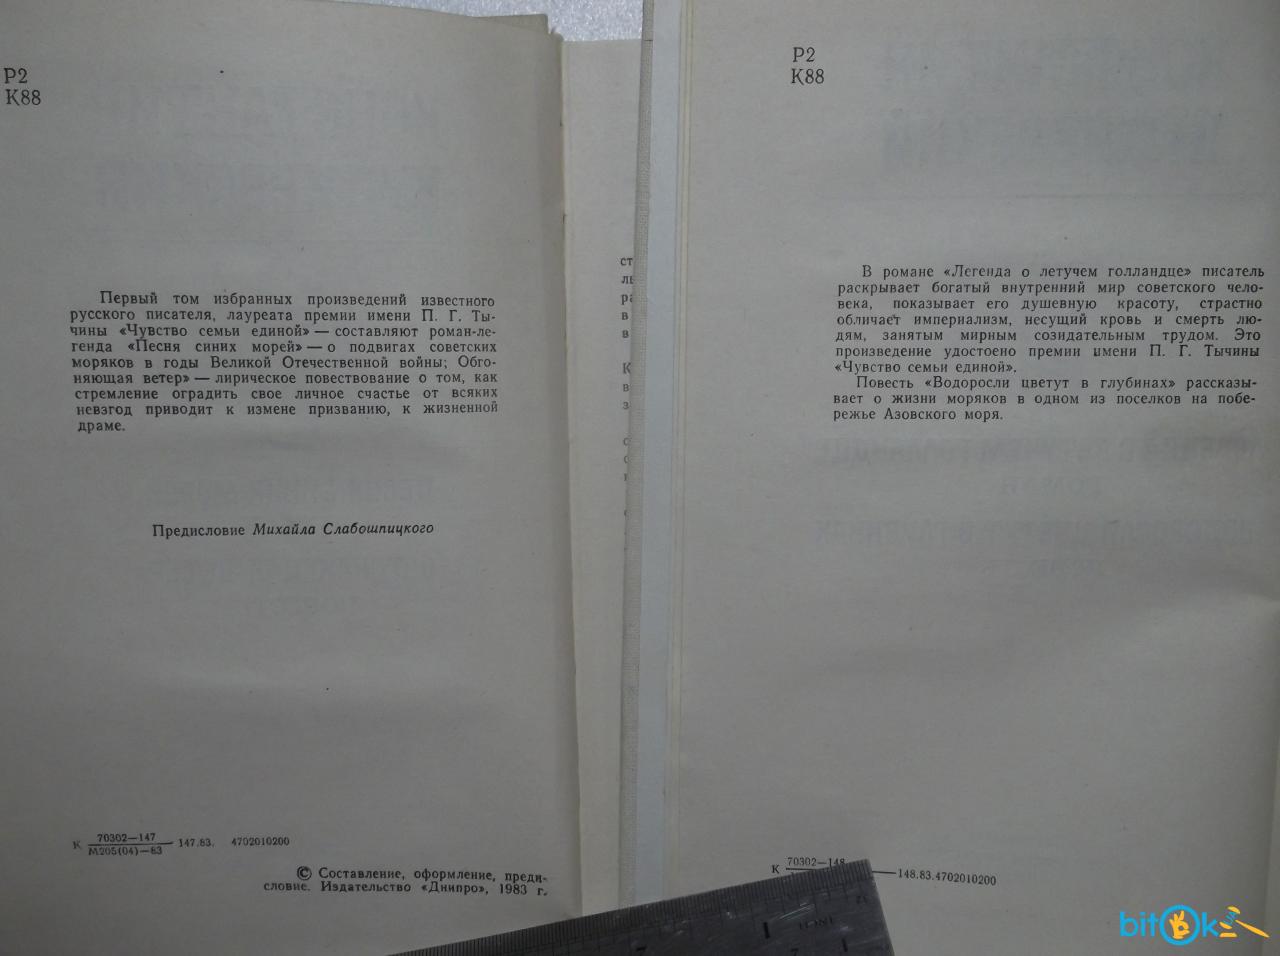 Р2
К88
Первый том избранных произведений известного
русского писателя, лауреата премии имени П. Г. Ты-
чины «Чувство семьи единой» — составляют роман-ле-
генда «Песня синих морей» — о подвигах советских
моряков в годы Великой Отечественной войны; Обго-
няющая ветер» — лирическое повествование о том, как
стремление оградить свое личное счастье от всяких
невзгод приводит к измене призванию, к жизненной
драме.
Предисловие Михайла Слабошпицкого
К 70302—147
М205(04)—83 147.83. 4702010200
© Составление, оформление, преди-
словие. Издательство «Днипро», 1983 г.
Р2
К88
В романе «Легенда о летучем голландце» писатель
раскрывает богатый внутренний мир советского чело-
века, показывает его душевную красоту, страстно
обличает империализм, несущий кровь и смерть лю-
дям, занятым мирным созидательным трудом. Это
произведение удостоено премии имени П. Г. Тычины
«Чувство семьи единой».
Повесть «Водоросли цветут в глубинах» рассказы-
вает о жизни моряков в одном из поселков на побе-
режье Азовского моря.
К 70302—148 —148.83.4702010200
INCH
bitok